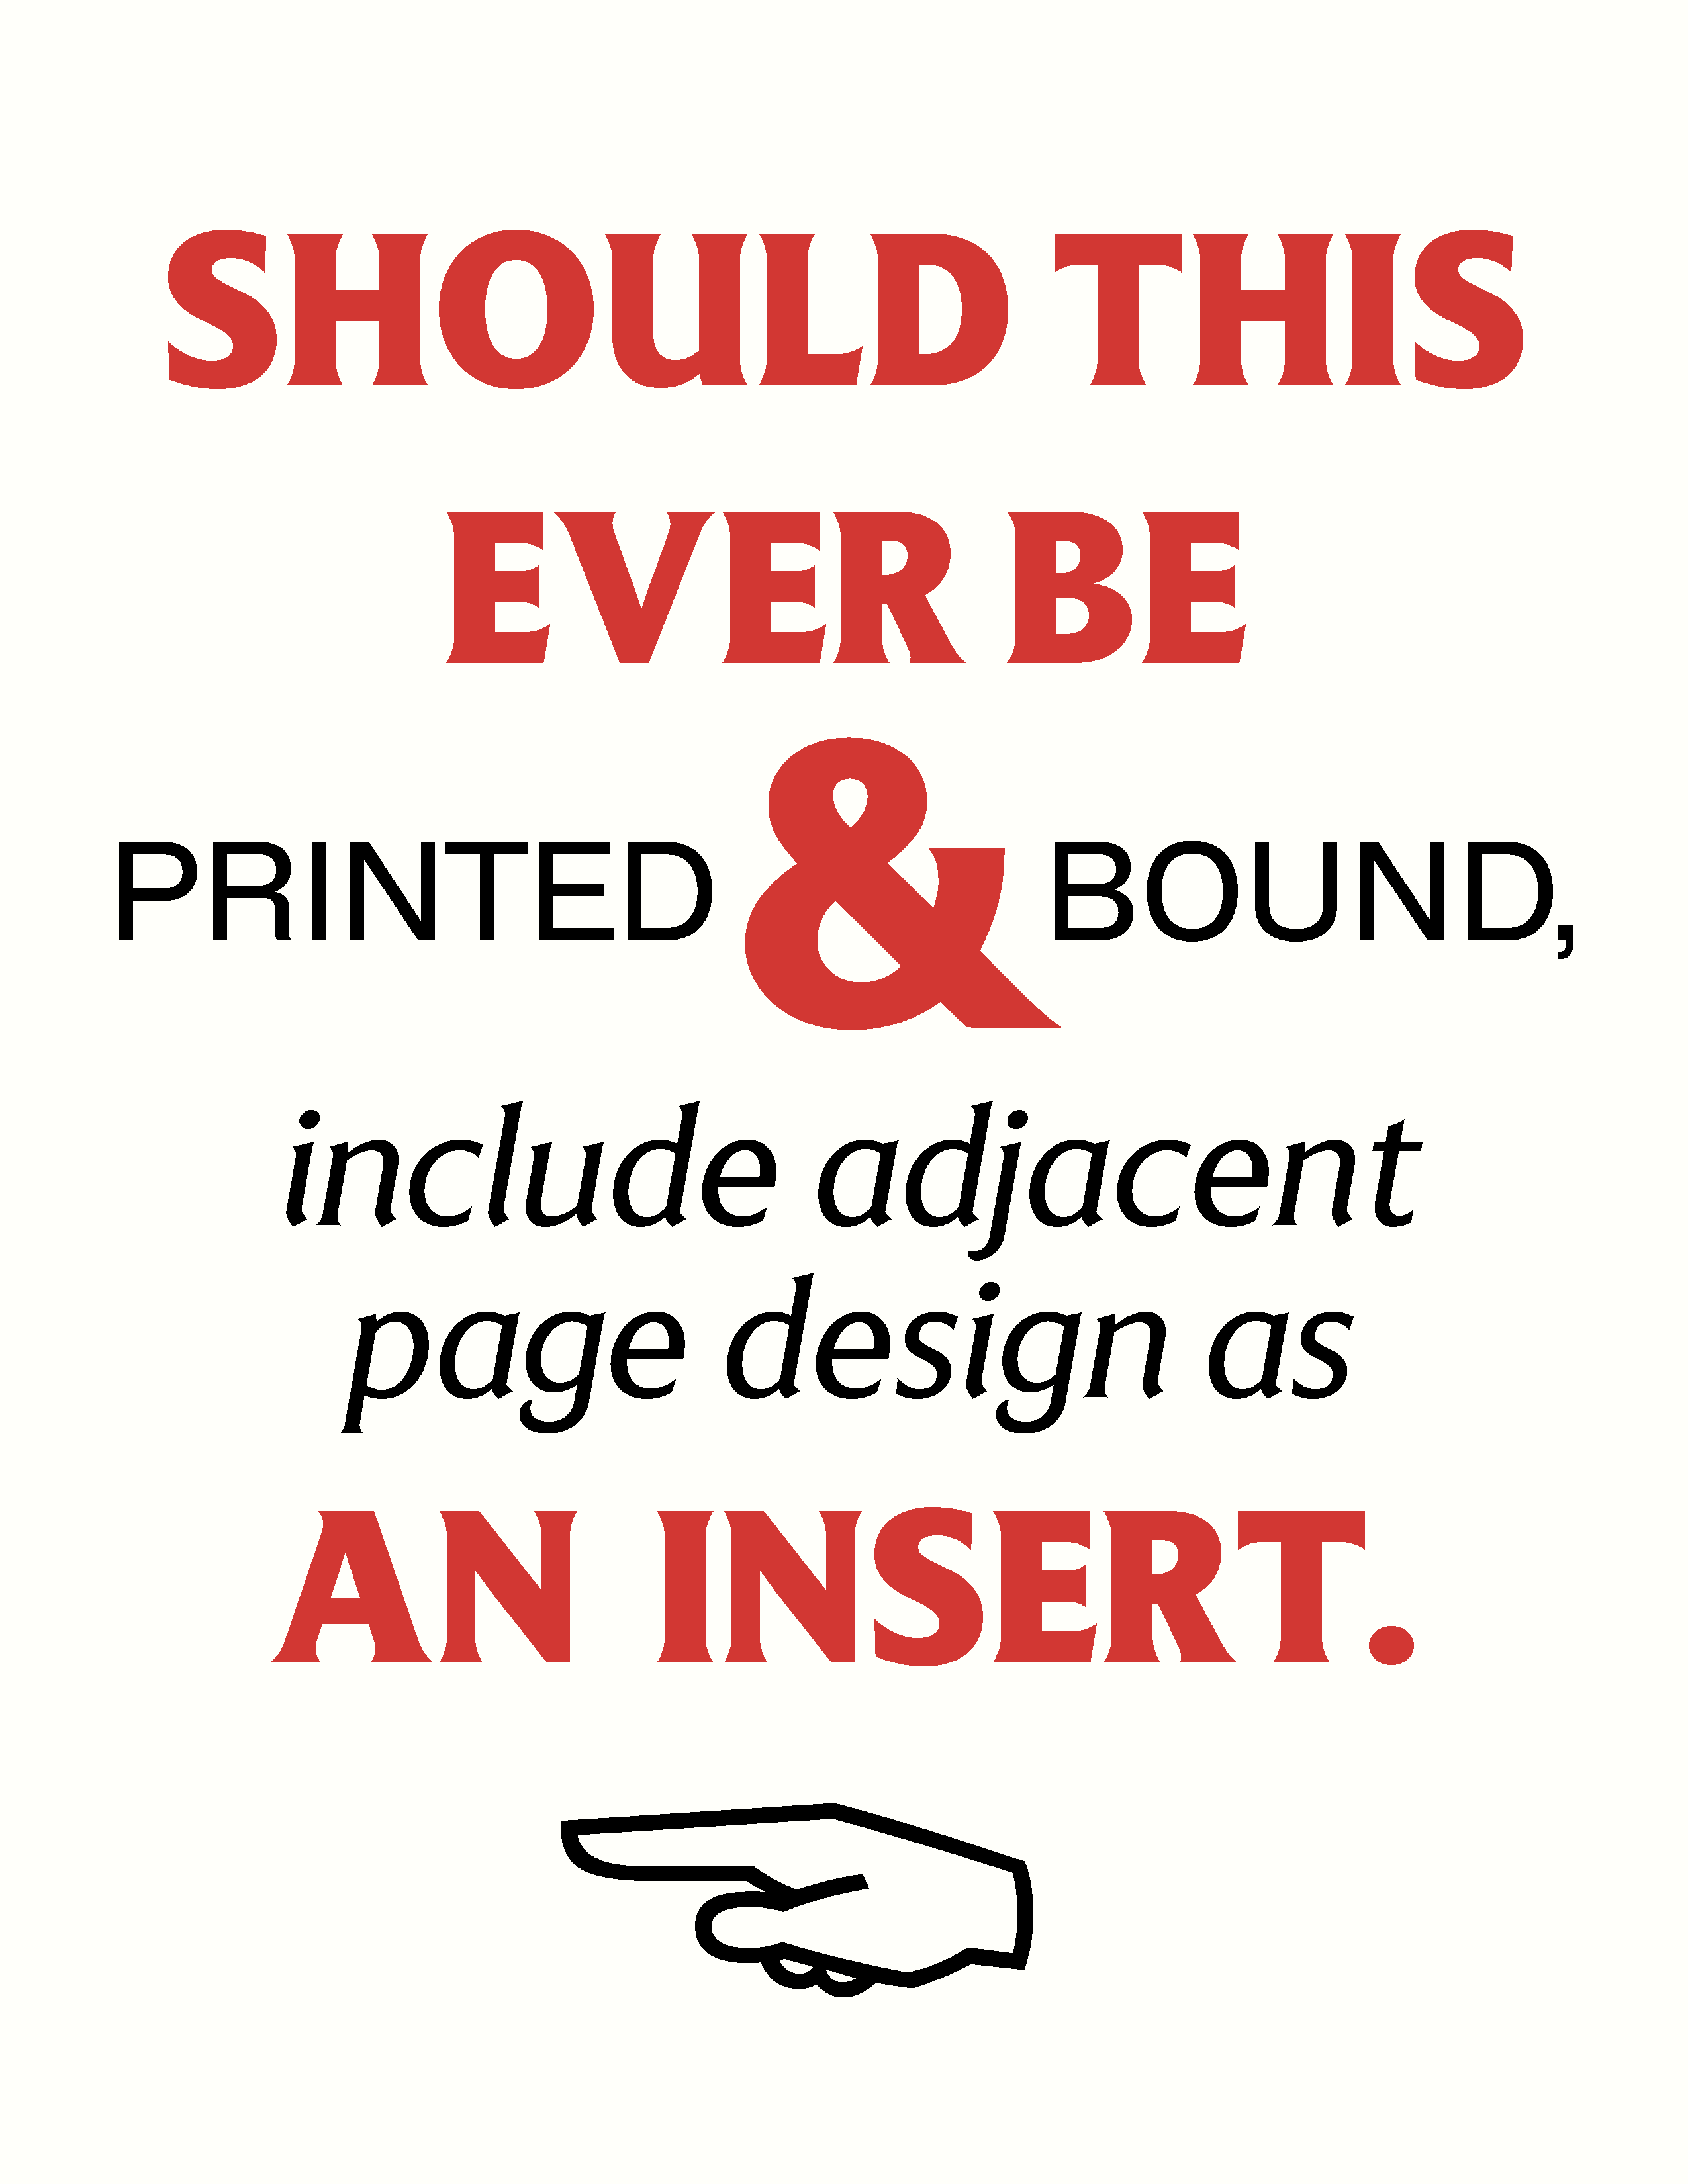 SHOULD THIS
EVER BE
PRINTED & BOUND,
include adjacent
page design as
AN INSERT.